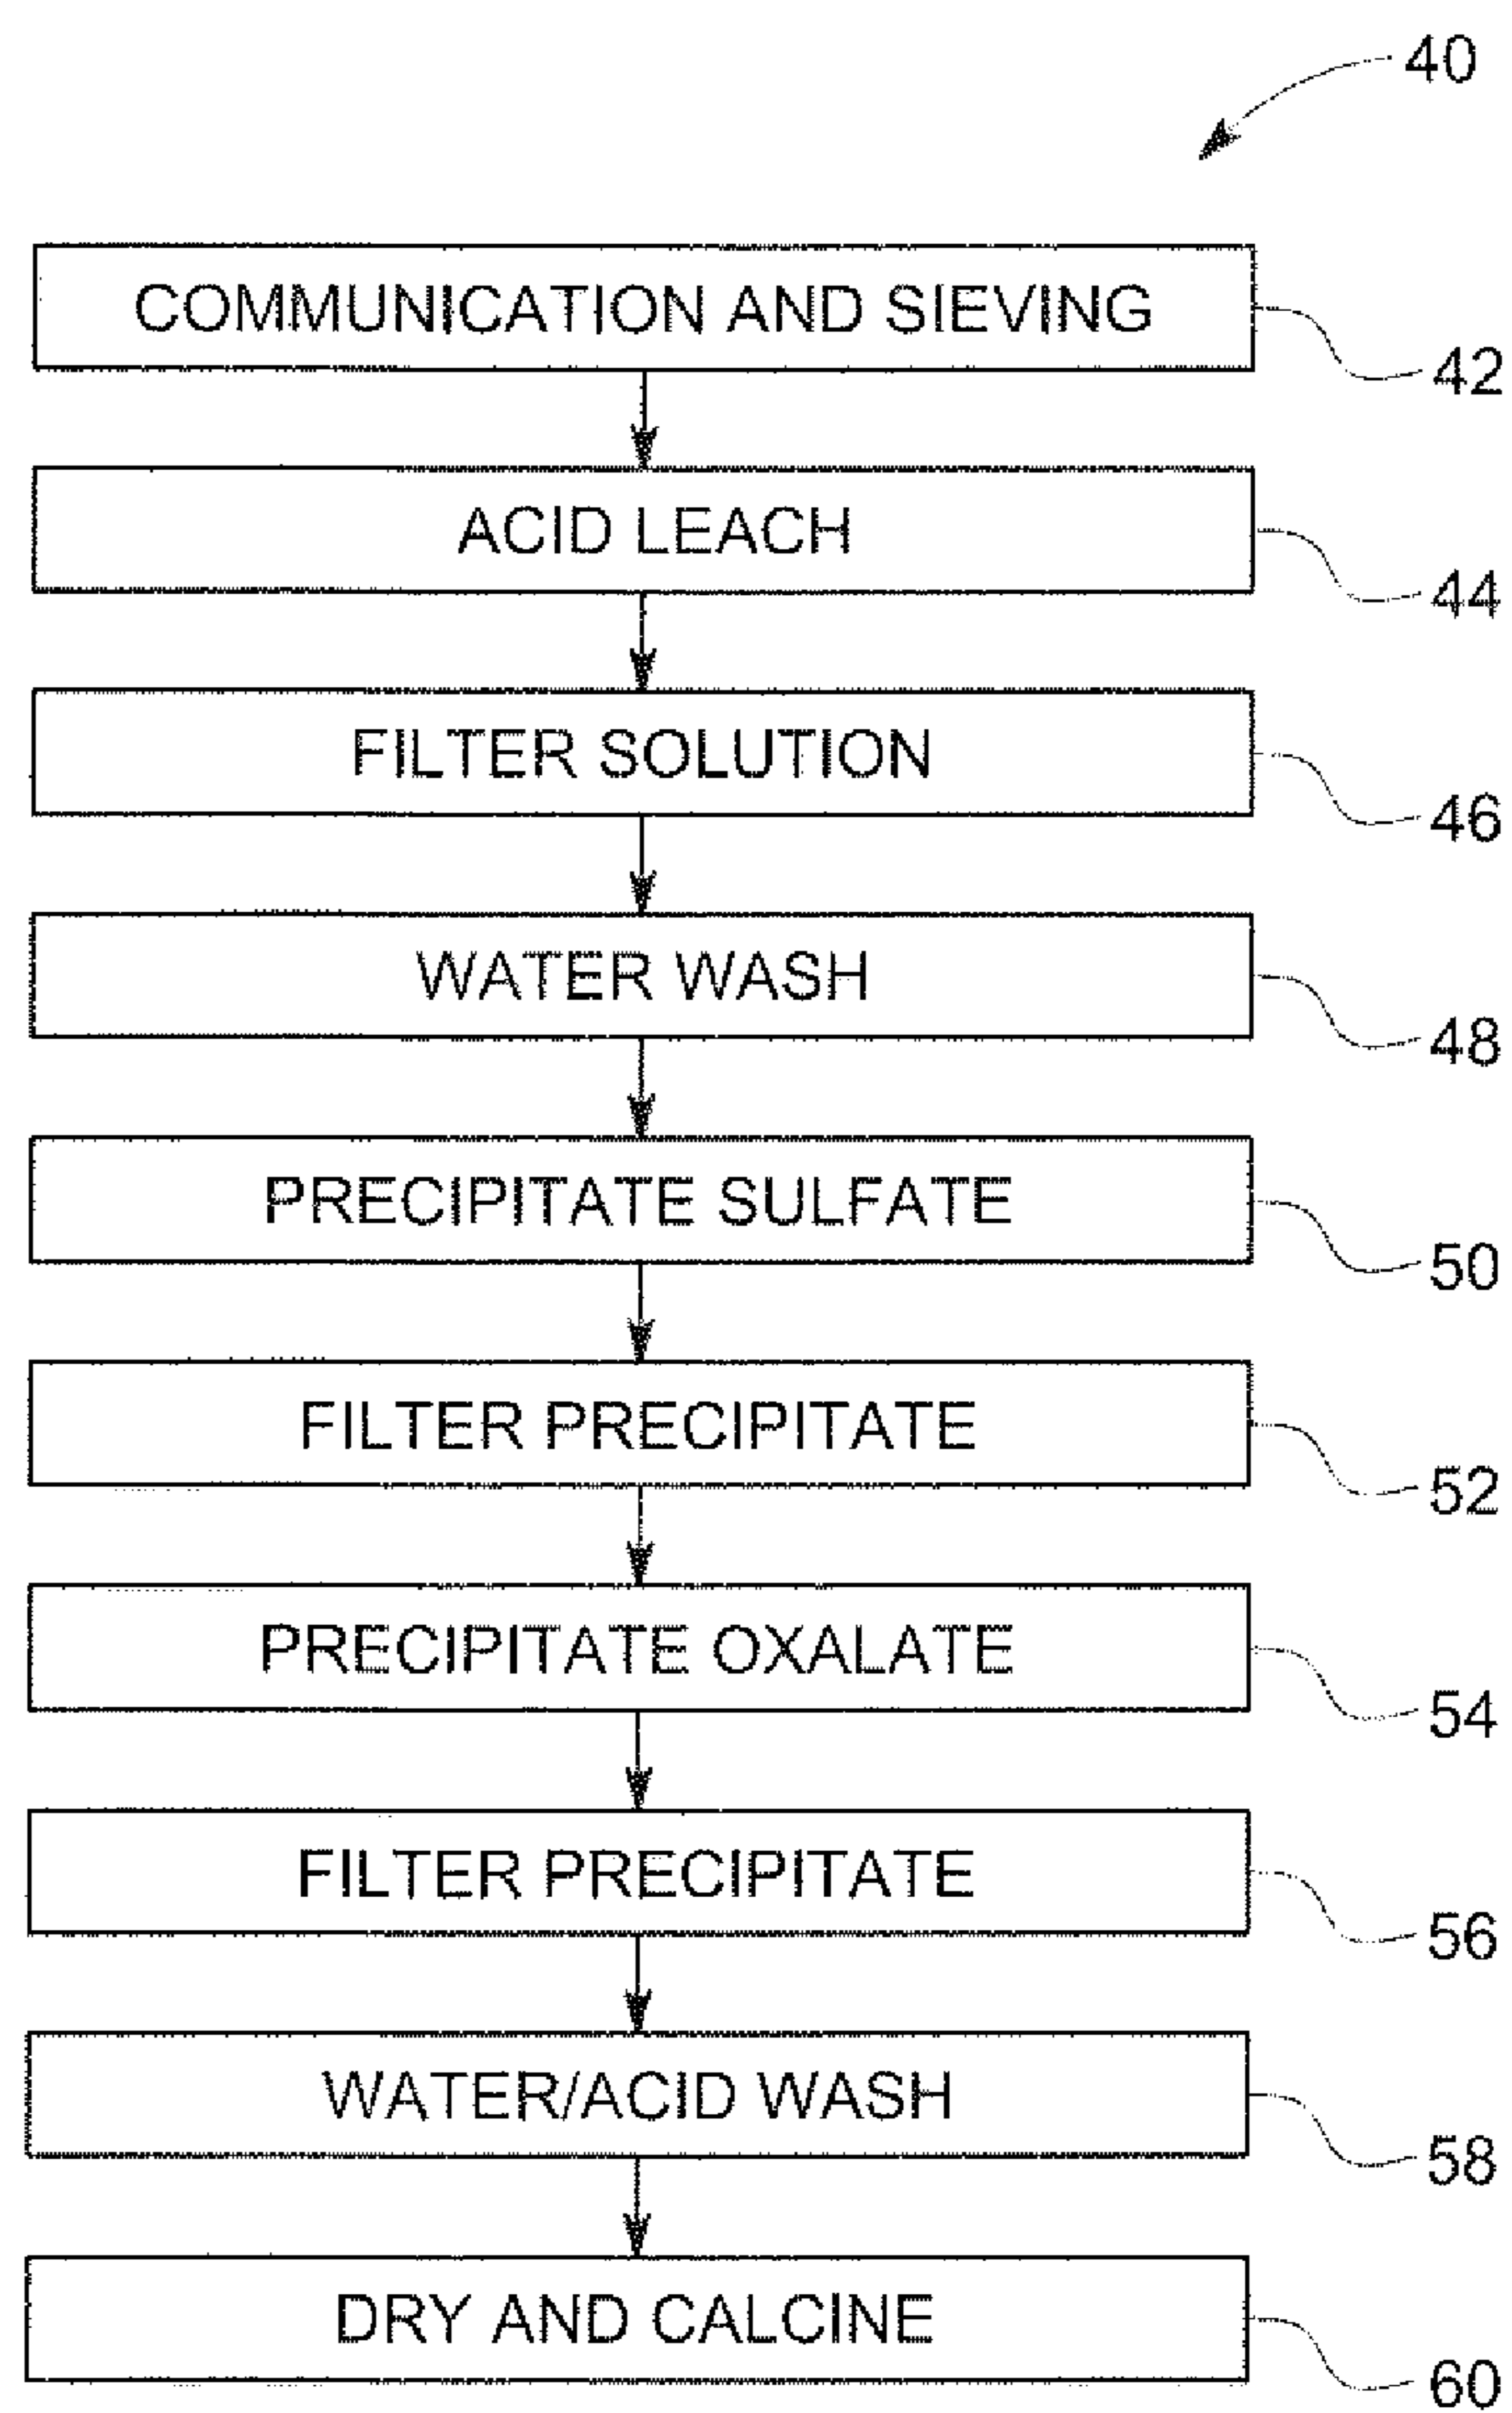 40
COMMUNICATION AND SIEVING
42
ACID LEACH
44
FILTER SOLUTION
46
WATER WASH
48
PRECIPITATE SULFATE
50
FILTER PRECIPITATE
52
PRECIPITATE OXALATE
54
FILTER PRECIPITATE
56
WATER/ACID WASH
58
DRY AND CALCINE
60